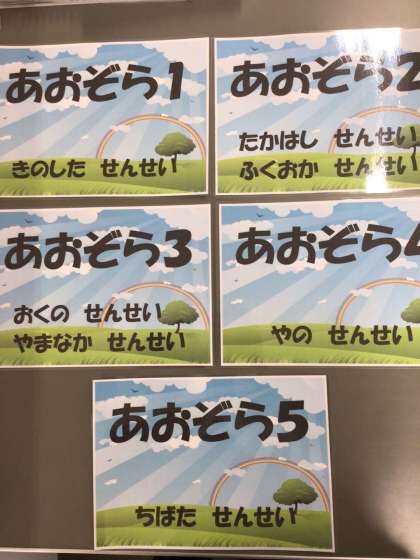 あおぞら1
きのした せんせい
あおぞら2
たかはし せんせい
ふくおか せんせい
あおぞら3
おくの せんせい
やまなか せんせい
あおぞら4
やの せんせい
あおぞら5
ちばた せんせい